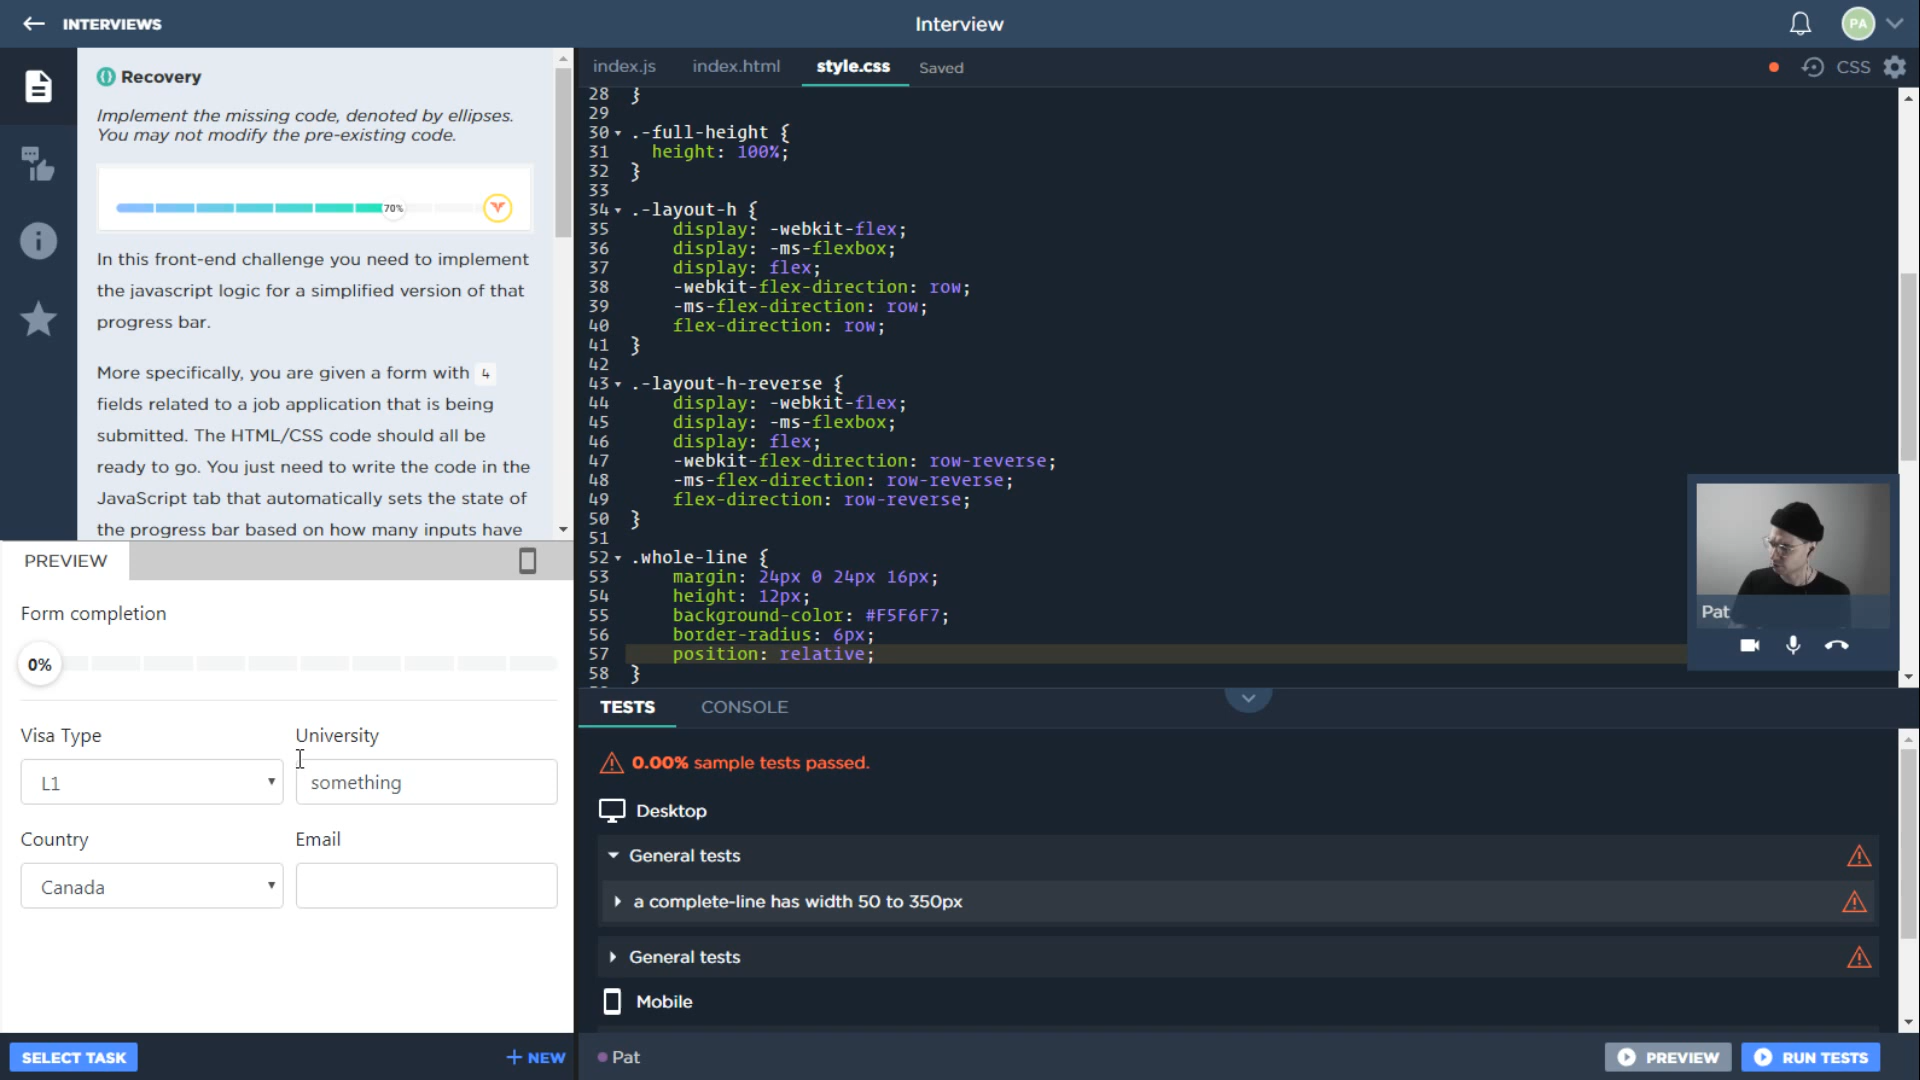 INTERVIEWS
Interview
PA
Recovery
Implement the missing code, denoted by ellipses.
You may not modify the pre-existing code.
70%
In this front-end challenge you need to implement
the javascript logic for a simplified version of that
progress bar.
More specifically, you are given a form with 4
fields related to a job application that is being
submitted. The HTML/CSS code should all be
ready to go. You just need to write the code in the
JavaScript tab that automatically sets the state of
the progress bar based on how many inputs have
PREVIEW
Form completion
0%
Visa Type
University
L1
something
Country
Email
Canada
SELECT TASK
+ NEW
index.js
index.html
style.css
Saved
CSS
28 }
29
30 .-full-height {
31 height: 100%;
32 }
33
34 .-layout-h {
35 display: -webkit-flex;
36 display: -ms-flexbox;
37 display: flex;
38 -webkit-flex-direction: row;
39 -ms-flex-direction: row;
40 flex-direction: row;
41 }
42
43 .-layout-h-reverse {
44 display: -webkit-flex;
45 display: -ms-flexbox;
46 display: flex;
47 -webkit-flex-direction: row-reverse;
48 -ms-flex-direction: row-reverse;
49 flex-direction: row-reverse;
50 }
51
52 .whole-line {
53 margin: 24px 0 24px 16px;
54 height: 12px;
55 background-color: #F5F6F7;
56 border-radius: 6px;
57 position: relative;
58 }
Pat
TESTS
CONSOLE
0.00% sample tests passed.
Desktop
General tests
a complete-line has width 50 to 350px
General tests
Mobile
Pat
PREVIEW
RUN TESTS